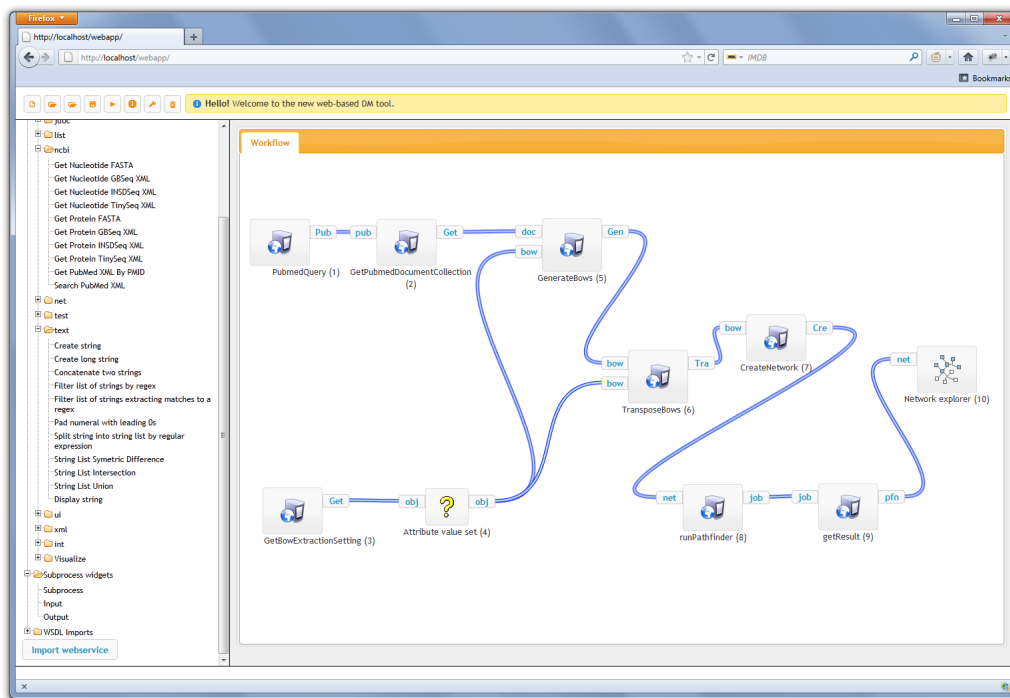 Firefox
http://localhost/webapp/
http://localhost/webapp/
IMDB
Bookmarks
Hello! Welcome to the new web-based DM tool.
list
ncbi
Get Nucleotide FASTA
Get Nucleotide GBSeq XML
Get Nucleotide INSDSeq XML
Get Nucleotide TinySeq XML
Get Protein FASTA
Get Protein GBSeq XML
Get Protein INSDSeq XML
Get Protein TinySeq XML
Get PubMed XML By PMID
Search PubMed XML
net
test
text
Create string
Create long string
Concatenate two strings
Filter list of strings by regex
Filter list of strings extracting matches to a
regex
Pad numeral with leading 0s
Split string into string list by regular
expression
String List Symetric Difference
String List Intersection
String List Union
Display string
ui
xml
int
Visualize
Subprocess widgets
Subprocess
Input
Output
WSDL Imports
Import webservice
Workflow
Pub
PubmedQuery (1)
pub
Get
GetPubmedDocumentCollection
(2)
doc
bow
Gen
GenerateBows (5)
bow
bow
Tra
TransposeBows (6)
bow
Cre
CreateNetwork (7)
net
Network explorer (10)
Get
GetBowExtractionSetting (3)
obj
obj
Attribute value set (4)
net
job
runPathfinder (8)
job
pfn
getResult (9)